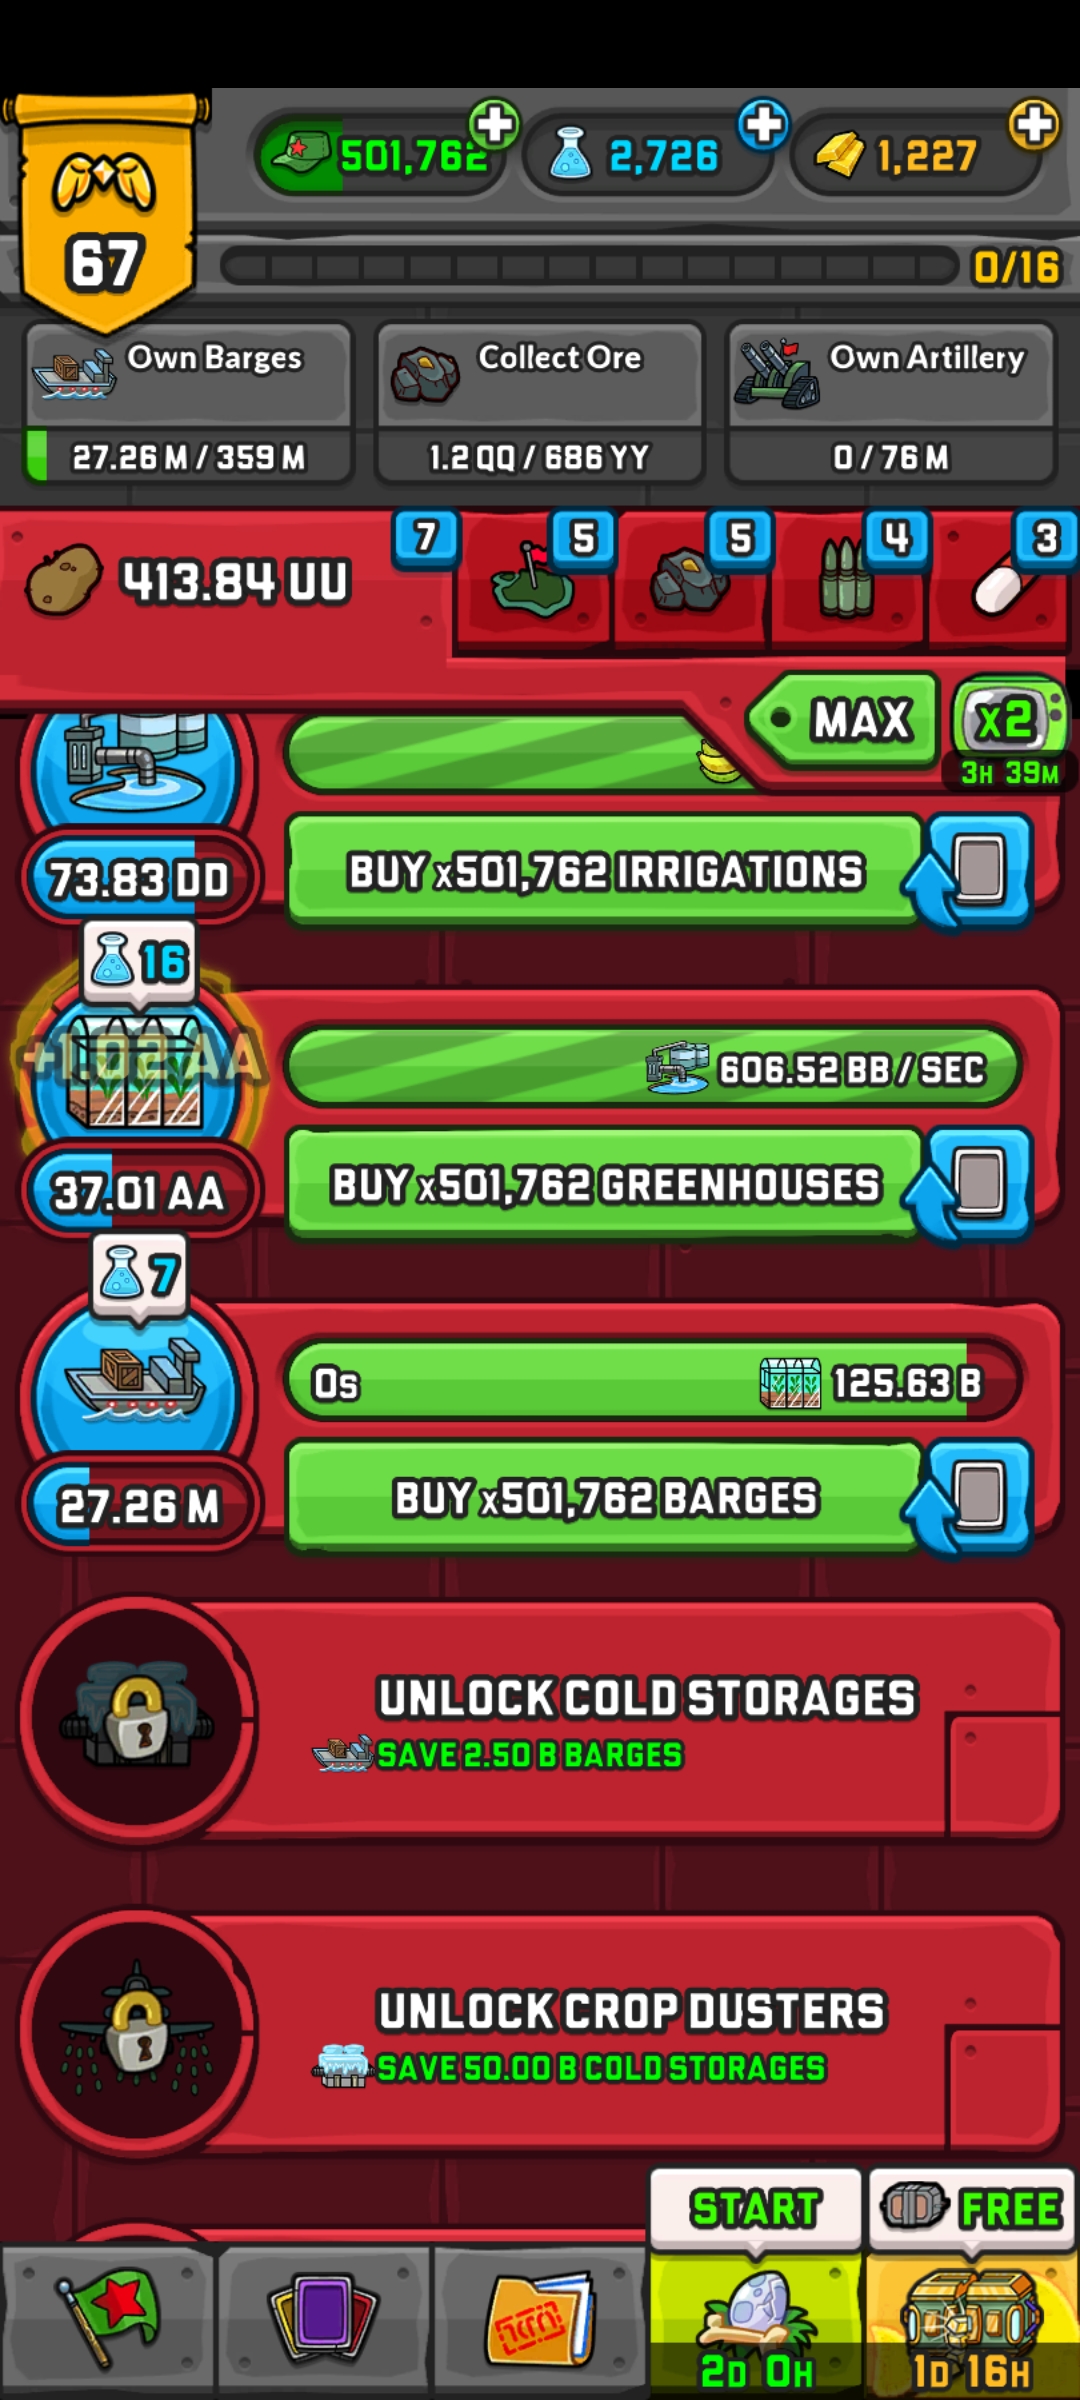 501,762
2,726
1,227
67
0/16
Own Barges
27.26 M / 359 M
Collect Ore
1.2 QQ / 686 YY
Own Artillery
0 / 76 M
413.84 UU
7
5
5
4
3
MAX
x2
3H 39M
73.83 DD
BUY x501,762 IRRIGATIONS
16
+1.02 AA
606.52 BB / SEC
37.01 AA
BUY x501,762 GREENHOUSES
7
0s
125.63 B
27.26 M
BUY x501,762 BARGES
UNLOCK COLD STORAGES
SAVE 2.50 B BARGES
UNLOCK CROP DUSTERS
SAVE 50.00 B COLD STORAGES
START
FREE
2D 0H
1D 16H